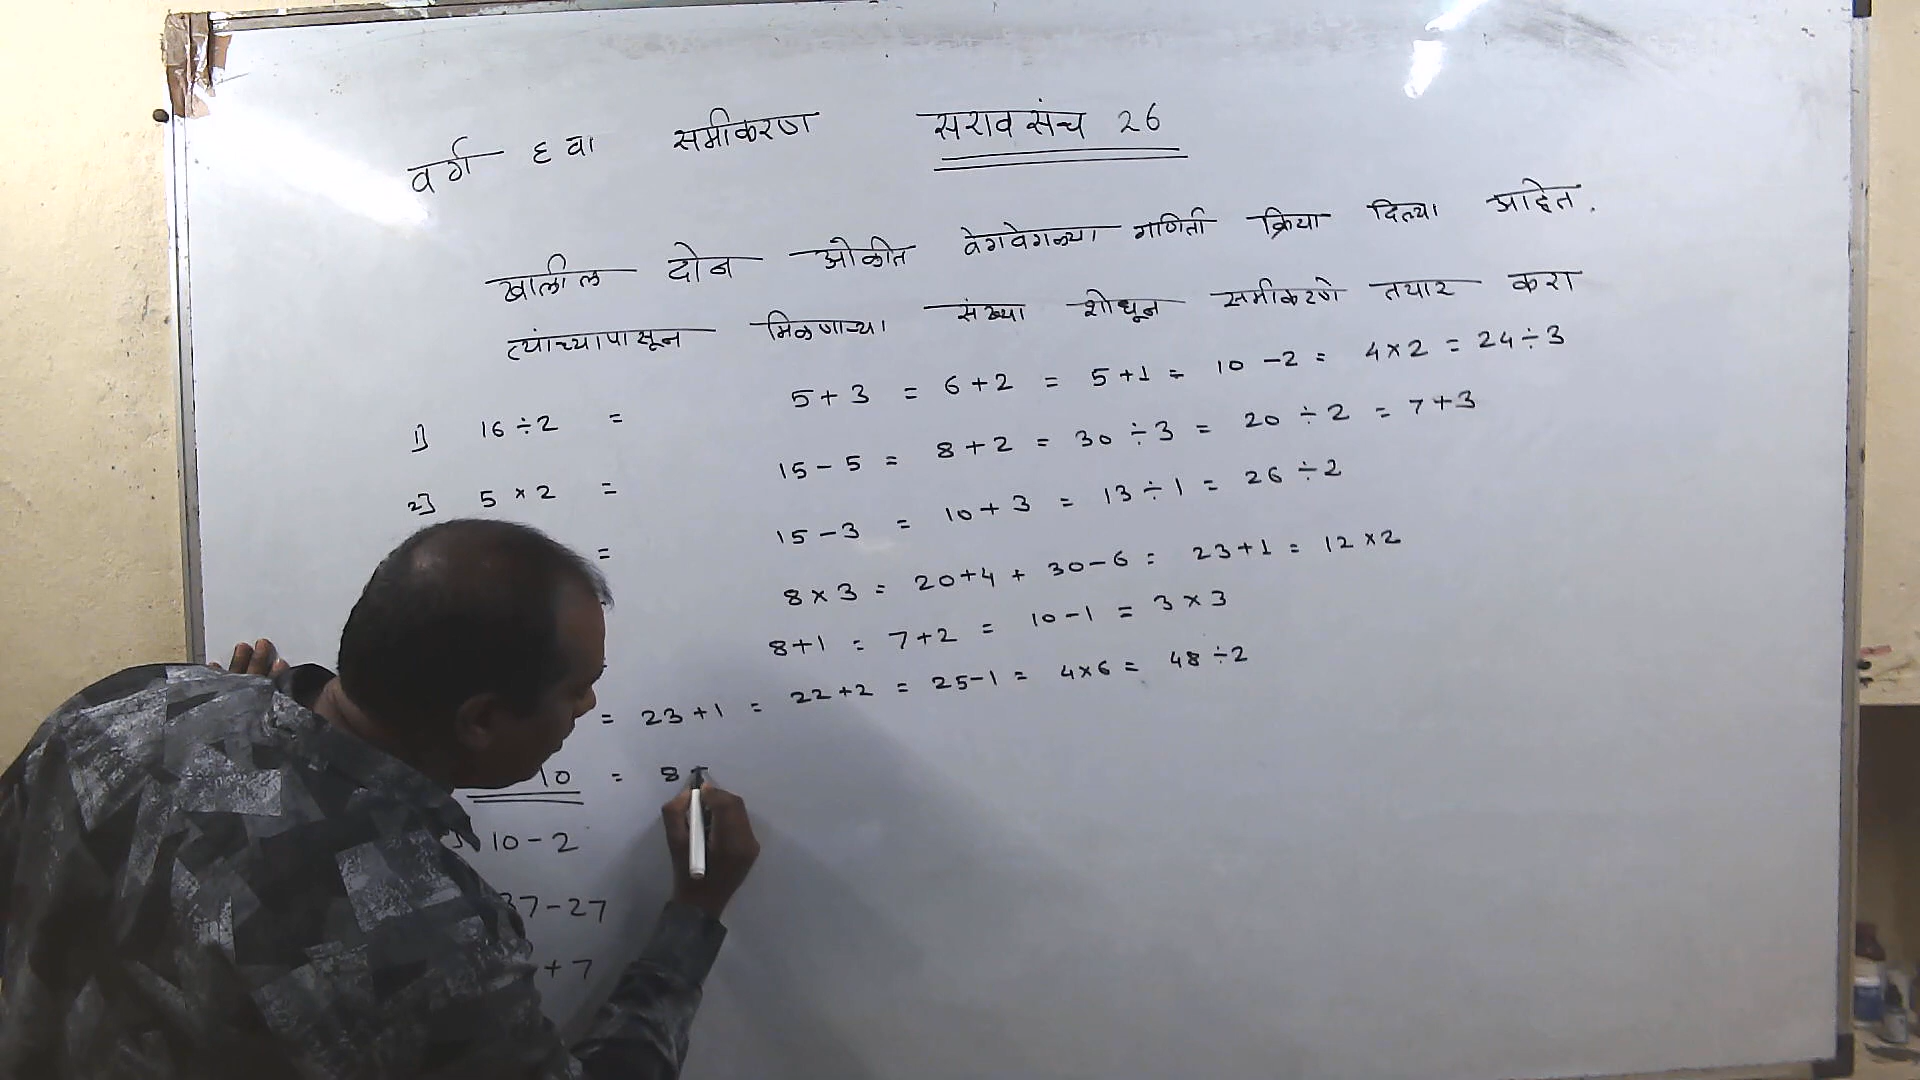 वर्ग ६ वा समीकरण सरावसंच 26
खालील दोन ओळीत वेगवेगळ्या गणिती क्रिया दिल्या आहेत.
त्यांच्यापासून मिळणाऱ्या संख्या शोधून समीकरणे तयार करा
1) 16÷2 = 5+3 = 6+2 = 5+1 = 10-2 = 4×2 = 24÷3
2) 5×2 = 15-5 = 8+2 = 30÷3 = 20÷2 = 7+3
= 15-3 = 10+3 = 13÷1 = 26÷2
8×3 = 20+4 + 30-6 = 23+1 = 12×2
8+1 = 7+2 = 10-1 = 3×3
= 23+1 = 22+2 = 25-1 = 4×6 = 48÷2
10 = 8
10-2
37-27
+7